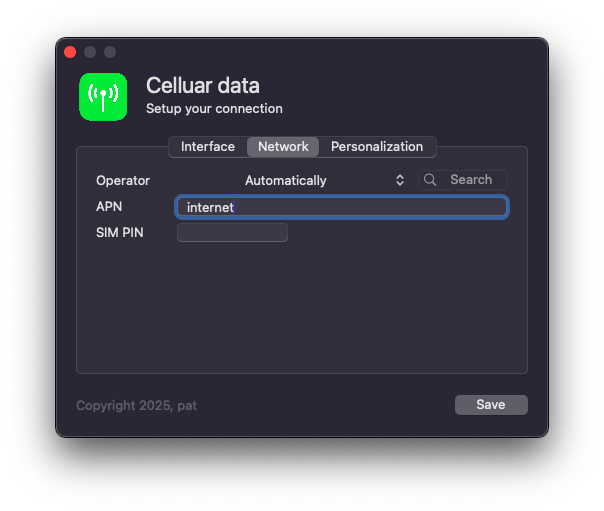 Celluar data
Setup your connection
Interface Network Personalization
Operator Automatically Search
APN internet
SIM PIN
Copyright 2025, pat Save